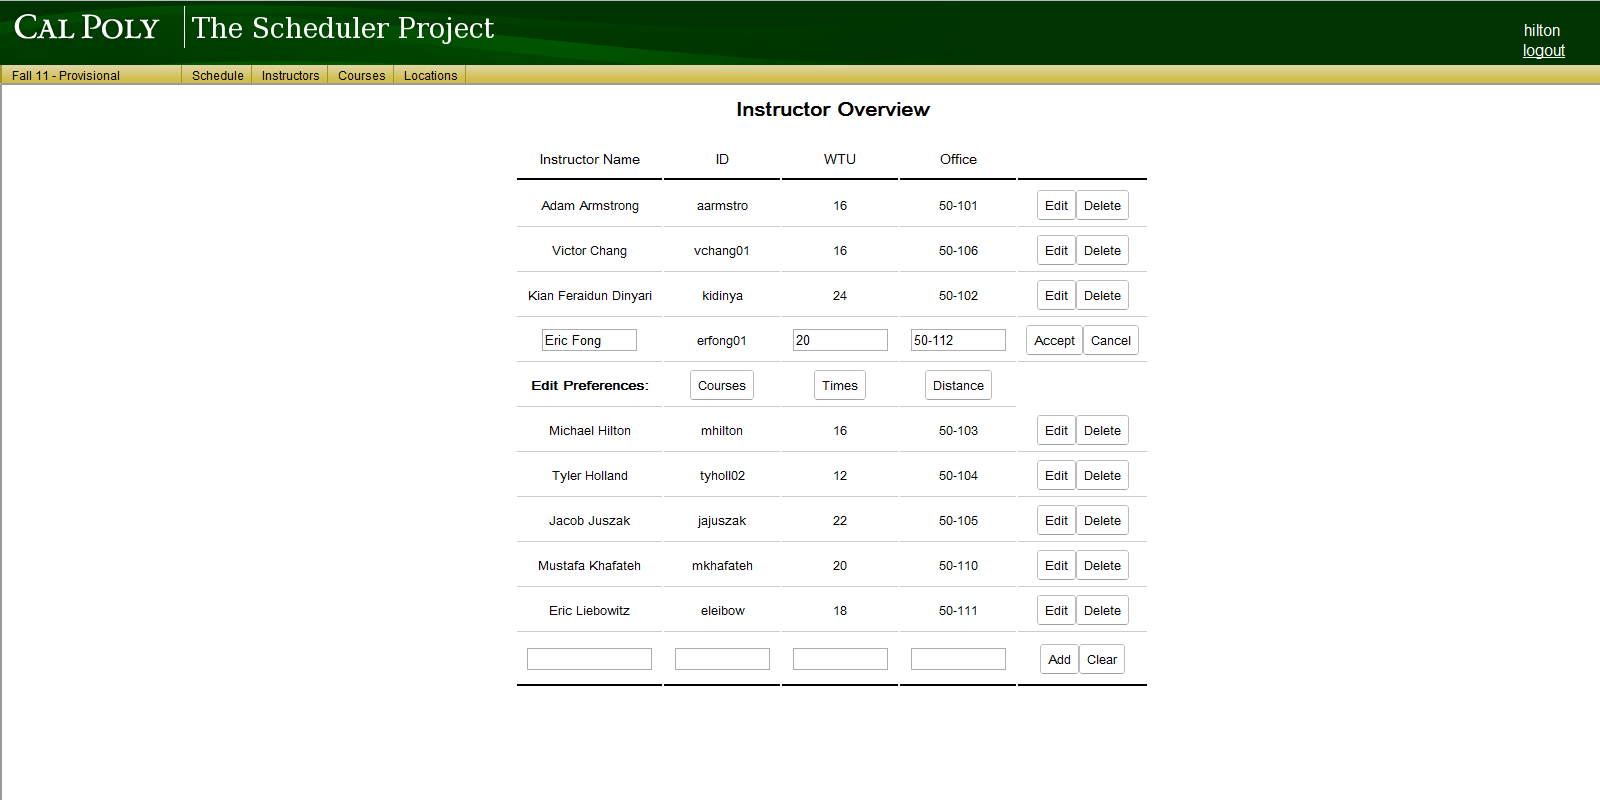 CAL POLY The Scheduler Project
hilton
logout
Fall 11 - Provisional Schedule Instructors Courses Locations
Instructor Overview
Instructor Name ID WTU Office
Adam Armstrong aarmstro 16 50-101 Edit Delete
Victor Chang vchang01 16 50-106 Edit Delete
Kian Feraidun Dinyari kidinya 24 50-102 Edit Delete
Eric Fong erfong01 20 50-112 Accept Cancel
Edit Preferences: Courses Times Distance
Michael Hilton mhilton 16 50-103 Edit Delete
Tyler Holland tyholl02 12 50-104 Edit Delete
Jacob Juszak jajuszak 22 50-105 Edit Delete
Mustafa Khafateh mkhafateh 20 50-110 Edit Delete
Eric Liebowitz eleibow 18 50-111 Edit Delete
Add Clear